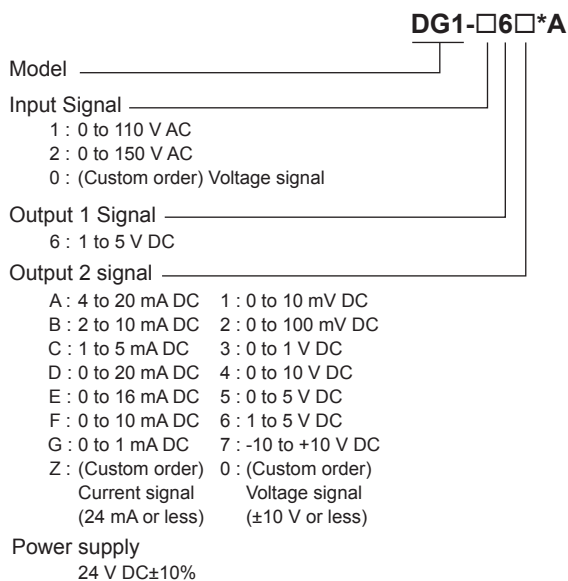 DG1-□6□*A
Model
Input Signal
1 : 0 to 110 V AC
2 : 0 to 150 V AC
0 : (Custom order) Voltage signal
Output 1 Signal
6 : 1 to 5 V DC
Output 2 signal
A : 4 to 20 mA DC 1 : 0 to 10 mV DC
B : 2 to 10 mA DC 2 : 0 to 100 mV DC
C : 1 to 5 mA DC 3 : 0 to 1 V DC
D : 0 to 20 mA DC 4 : 0 to 10 V DC
E : 0 to 16 mA DC 5 : 0 to 5 V DC
F : 0 to 10 mA DC 6 : 1 to 5 V DC
G : 0 to 1 mA DC 7 : -10 to +10 V DC
Z : (Custom order) 0 : (Custom order)
Current signal Voltage signal
(24 mA or less) (±10 V or less)
Power supply
24 V DC±10%